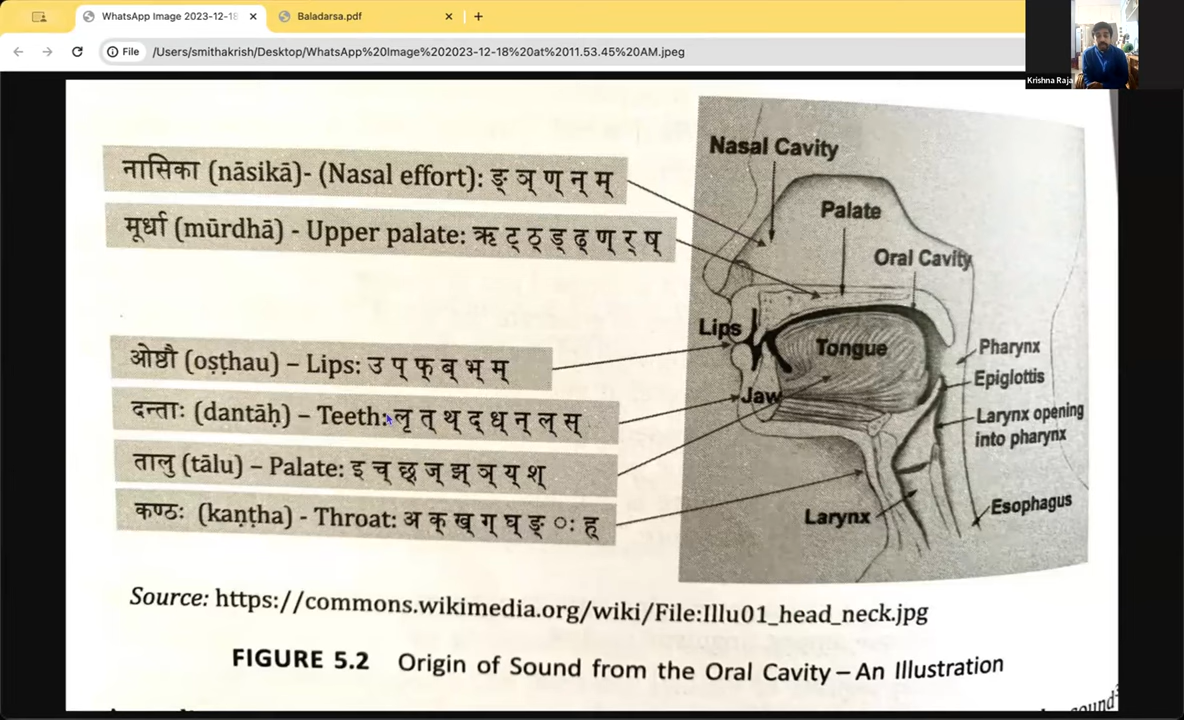 WhatsApp Image 2023-12-18
Baladarsa.pdf
File
/Users/smithakrish/Desktop/WhatsApp%20Image%202023-12-18%20at%2011.53.45%20AM.jpeg
Krishna Raja
नासिका (nāsikā)- (Nasal effort): ङ् ञ् ण् न् म्
मूर्धा (mūrdhā) - Upper palate: ऋ ट् ठ् ड् ढ् ण् र् ष्
ओष्ठौ (oṣṭhau) – Lips: उ प् फ् ब् भ् म्
दन्ताः (dantāḥ) – Teeth: लृ त् थ् द् ध् न् ल् स्
तालु (tālu) – Palate: इ च् छ् ज् झ् ञ् य् श्
कण्ठः (kaṇṭha) - Throat: अ क् ख् ग् घ् ङ् ः ह्
Nasal Cavity
Palate
Oral Cavity
Lips
Tongue
Pharynx
Epiglottis
Jaw
Larynx opening
into pharynx
Larynx
Esophagus
Source: https://commons.wikimedia.org/wiki/File:Illu01_head_neck.jpg
FIGURE 5.2 Origin of Sound from the Oral Cavity – An Illustration